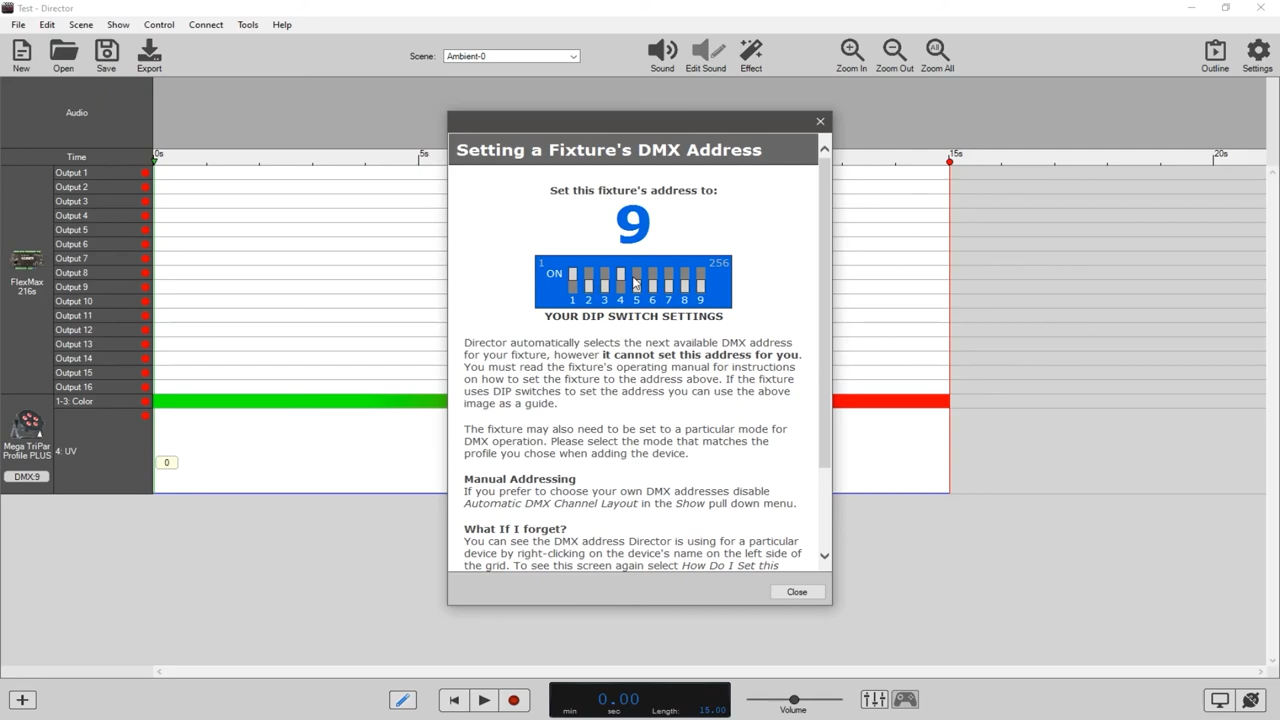 Test - Director
File Edit Scene Show Control Connect Tools Help
New Open Save Export Scene: Ambient-0 Sound Edit Sound Effect Zoom In Zoom Out Zoom All Outline Settings
Audio
Time 0s 5s 15s 20s
Output 1
Output 2
Output 3
Output 4
Output 5
Output 6
Output 7
Output 8
Output 9
Output 10
Output 11
Output 12
Output 13
Output 14
Output 15
Output 16
FlexMax
216s
1-3: Color
Mega TriPar
Profile PLUS
DMX:9
4: UV
0
Setting a Fixture's DMX Address
Set this fixture's address to:
9
1 256
ON
1 2 3 4 5 6 7 8 9
YOUR DIP SWITCH SETTINGS
Director automatically selects the next available DMX address
for your fixture, however it cannot set this address for you.
You must read the fixture's operating manual for instructions
on how to set the fixture to the address above. If the fixture
uses DIP switches to set the address you can use the above
image as a guide.
The fixture may also need to be set to a particular mode for
DMX operation. Please select the mode that matches the
profile you chose when adding the device.
Manual Addressing
If you prefer to choose your own DMX addresses disable
Automatic DMX Channel Layout in the Show pull down menu.
What If I forget?
You can see the DMX address Director is using for a particular
device by right-clicking on the device's name on the left side of
the grid. To see this screen again select How Do I Set this
Close
0.00
min sec Length: 15.00
Volume